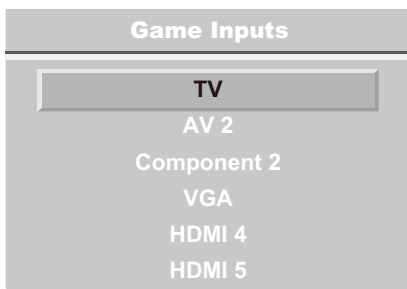 Game Inputs
TV
AV 2
Component 2
VGA
HDMI 4
HDMI 5